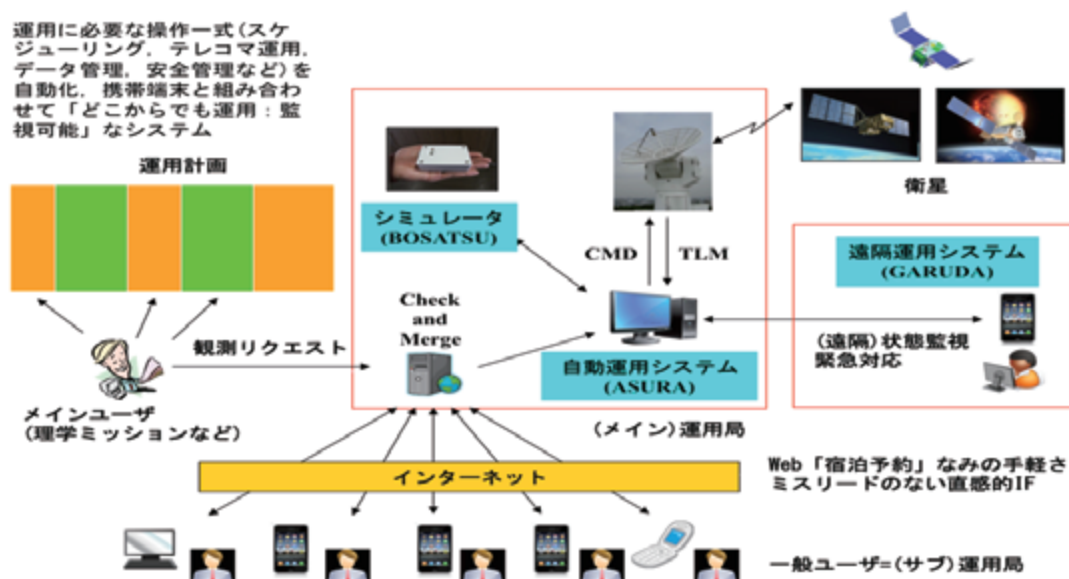 運用に必要な操作一式(スケ
ジューリング，テレコマ運用，
データ管理，安全管理など)を
自動化，携帯端末と組み合わ
せて「どこからでも運用：監
視可能」なシステム
運用計画
シミュレータ
(BOSATSU)
CMD
TLM
衛星
遠隔運用システム
(GARUDA)
Check
and
Merge
観測リクエスト
自動運用システム
(ASURA)
(遠隔)状態監視
緊急対応
メインユーザ
(理学ミッションなど)
(メイン)運用局
インターネット
Web「宿泊予約」なみの手軽さ
ミスリードのない直感的IF
一般ユーザ=(サブ)運用局